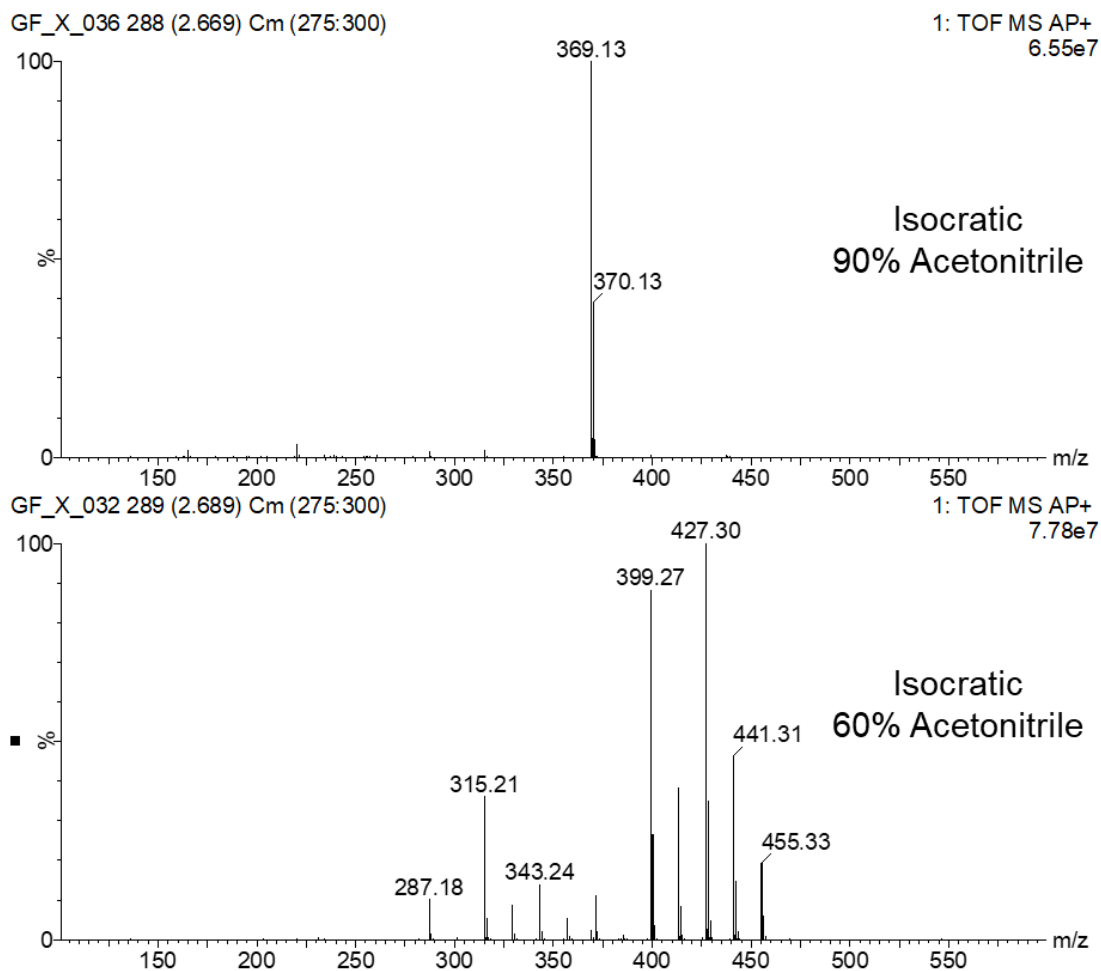 GF_X_036 288 (2.669) Cm (275:300)
1: TOF MS AP+
6.55e7
100
369.13
370.13
%
Isocratic
90% Acetonitrile
0
150 200 250 300 350 400 450 500 550 m/z
GF_X_032 289 (2.689) Cm (275:300)
1: TOF MS AP+
7.78e7
100
427.30
399.27
%
Isocratic
60% Acetonitrile
441.31
315.21
455.33
343.24
287.18
0
150 200 250 300 350 400 450 500 550 m/z